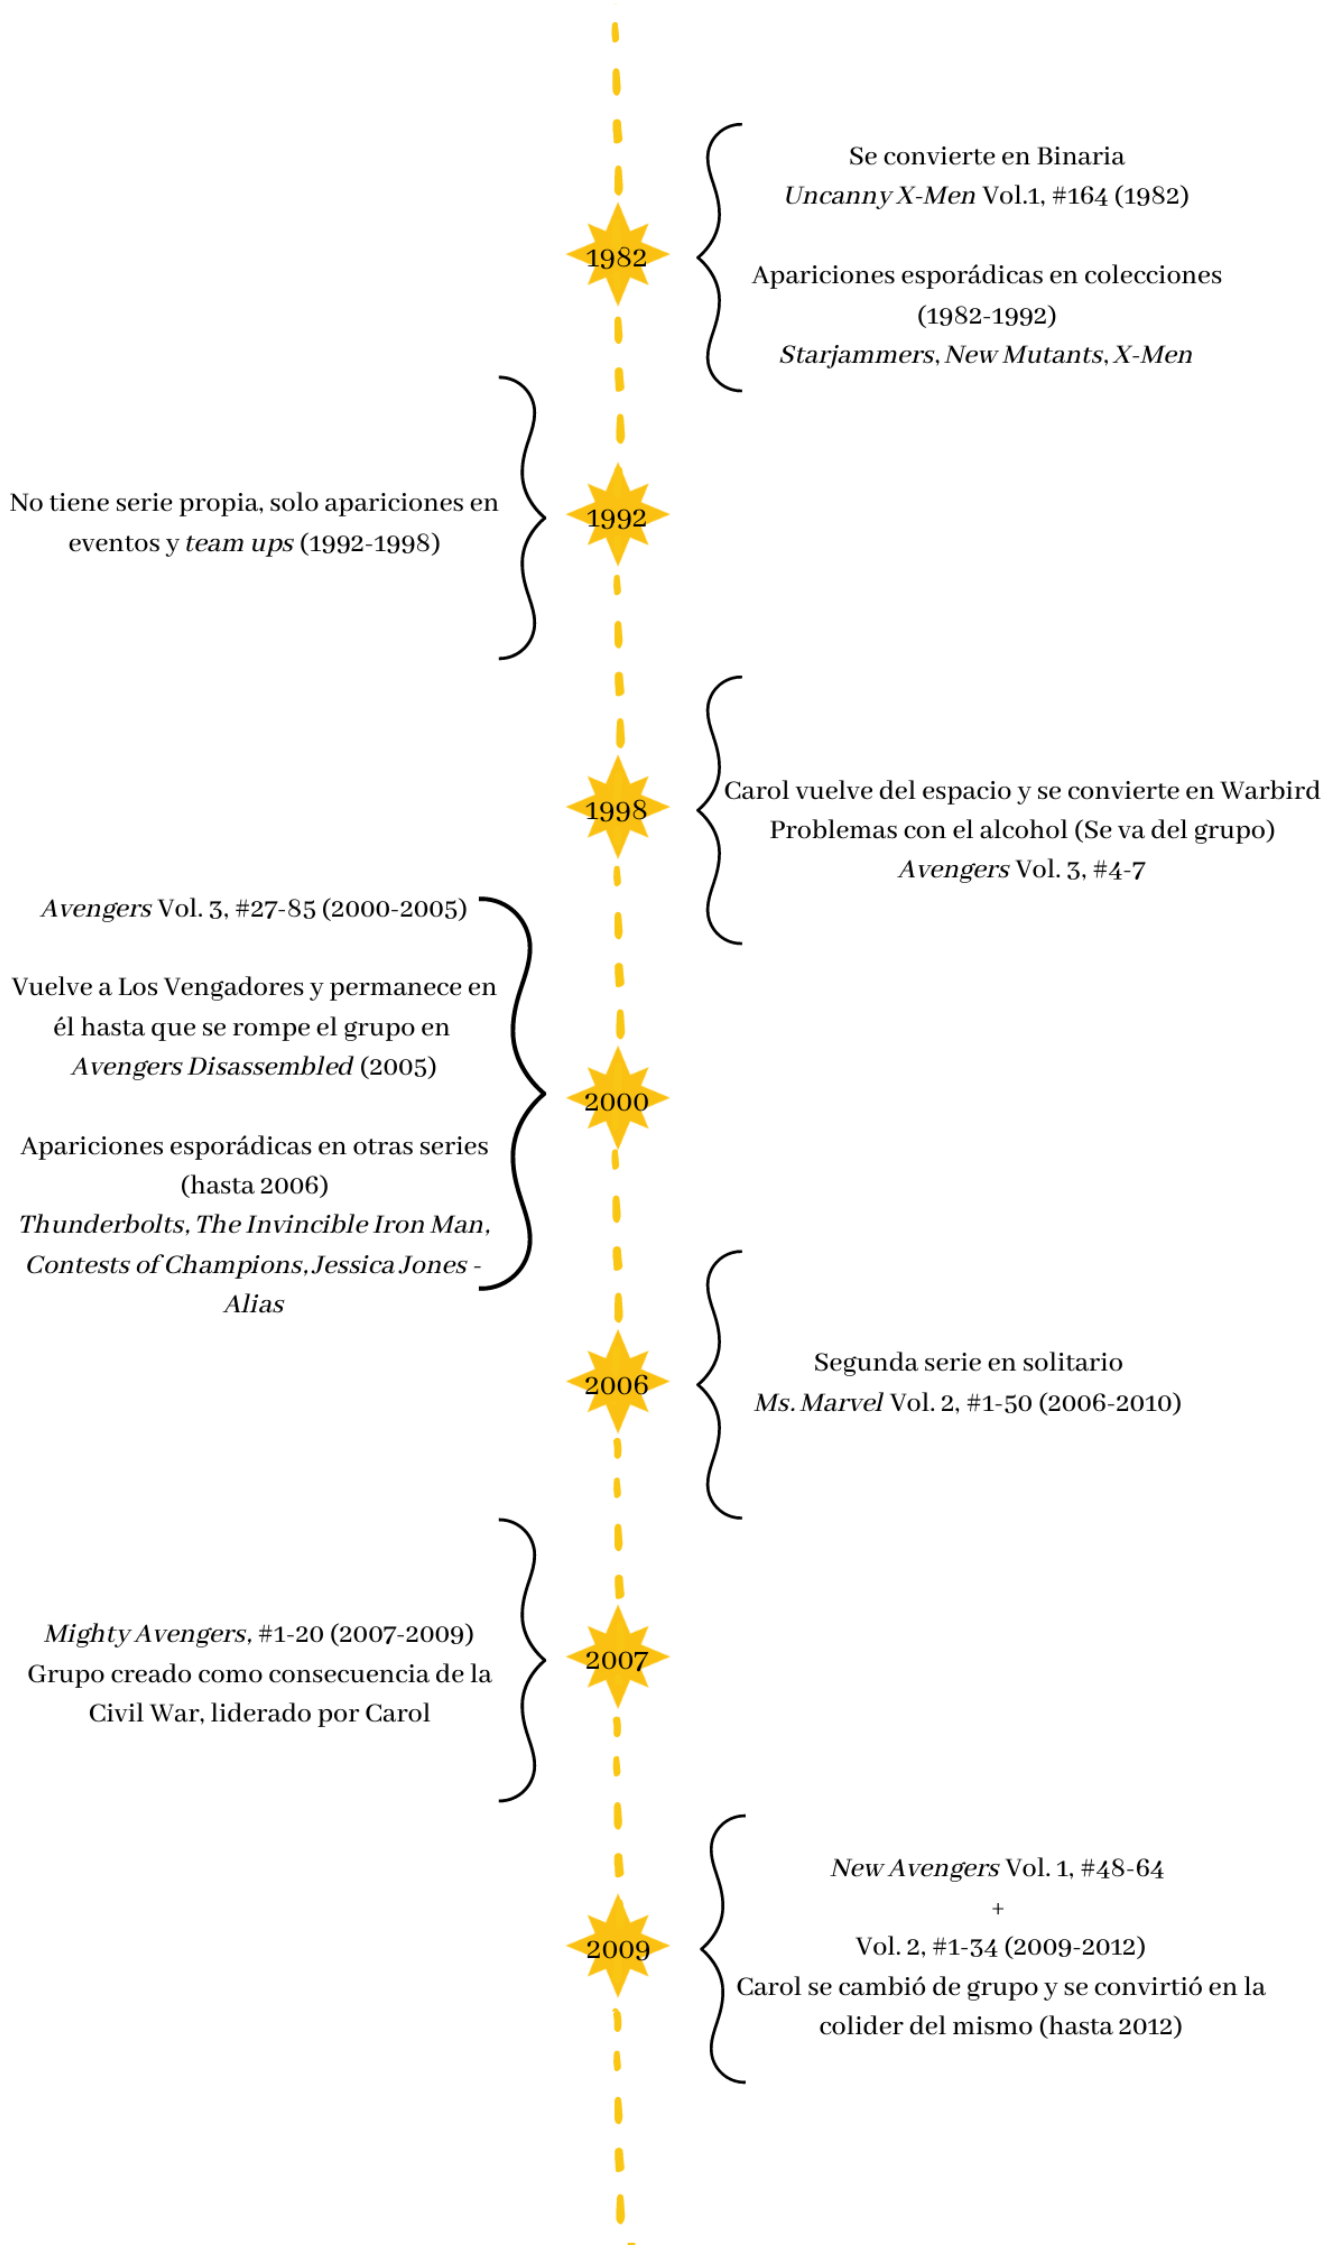 1982
Se convierte en Binaria
Uncanny X-Men Vol.1, #164 (1982)
Apariciones esporádicas en colecciones
(1982-1992)
Starjammers, New Mutants, X-Men
1992
No tiene serie propia, solo apariciones en
eventos y team ups (1992-1998)
1998
Carol vuelve del espacio y se convierte en Warbird
Problemas con el alcohol (Se va del grupo)
Avengers Vol. 3, #4-7
2000
Avengers Vol. 3, #27-85 (2000-2005)
Vuelve a Los Vengadores y permanece en
él hasta que se rompe el grupo en
Avengers Disassembled (2005)
Apariciones esporádicas en otras series
(hasta 2006)
Thunderbolts, The Invincible Iron Man,
Contests of Champions, Jessica Jones -
Alias
2006
Segunda serie en solitario
Ms. Marvel Vol. 2, #1-50 (2006-2010)
2007
Mighty Avengers, #1-20 (2007-2009)
Grupo creado como consecuencia de la
Civil War, liderado por Carol
2009
New Avengers Vol. 1, #48-64
+
Vol. 2, #1-34 (2009-2012)
Carol se cambió de grupo y se convirtió en la
colider del mismo (hasta 2012)